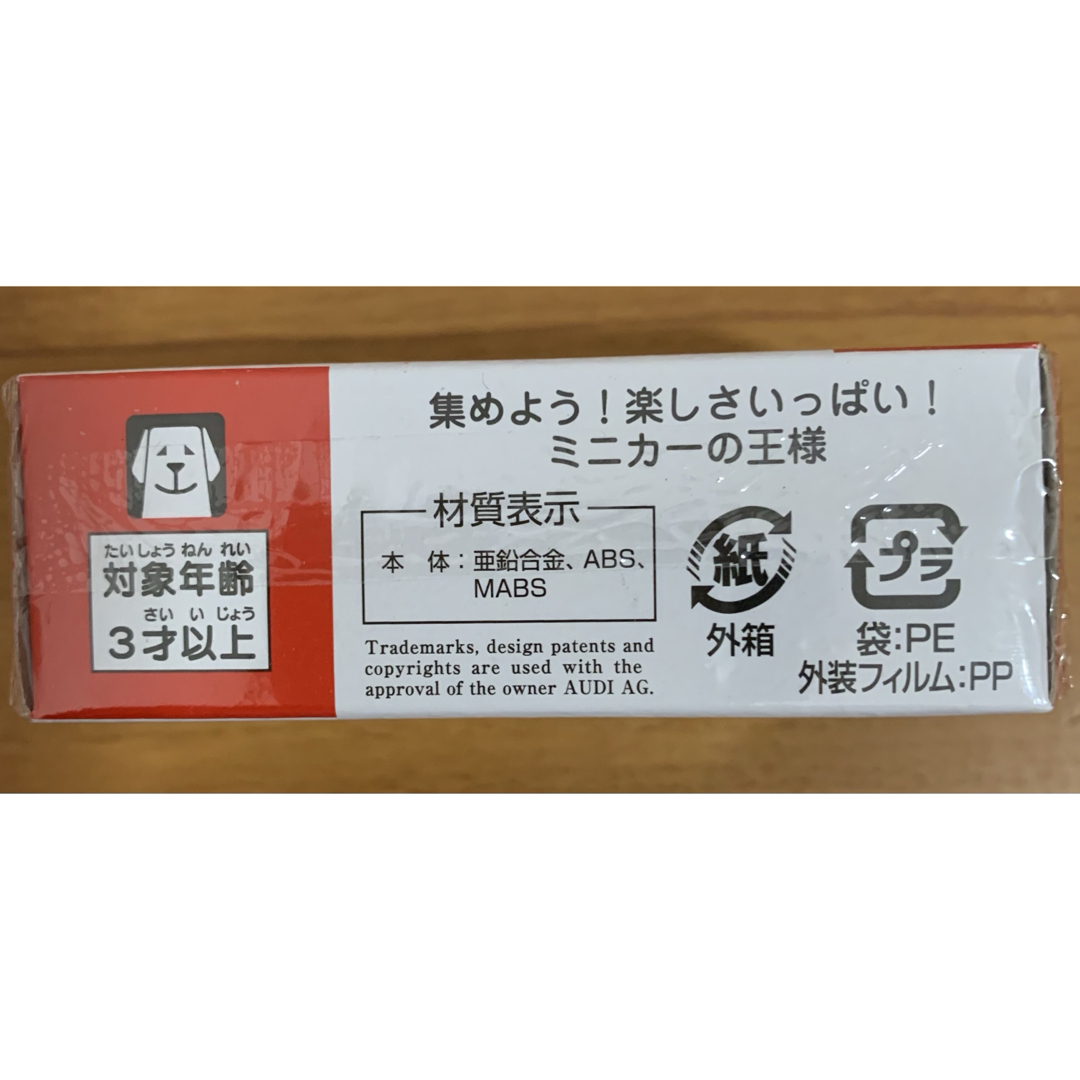 集めよう！楽しさいっぱい！
ミニカーの王様
たいしょう ねん れい
対象年齢
さい い じょう
3才以上
材質表示
本 体：亜鉛合金、ABS、
MABS
Trademarks, design patents and
copyrights are used with the
approval of the owner AUDI AG.
紙
外箱
プラ
袋:PE
外装フィルム:PP